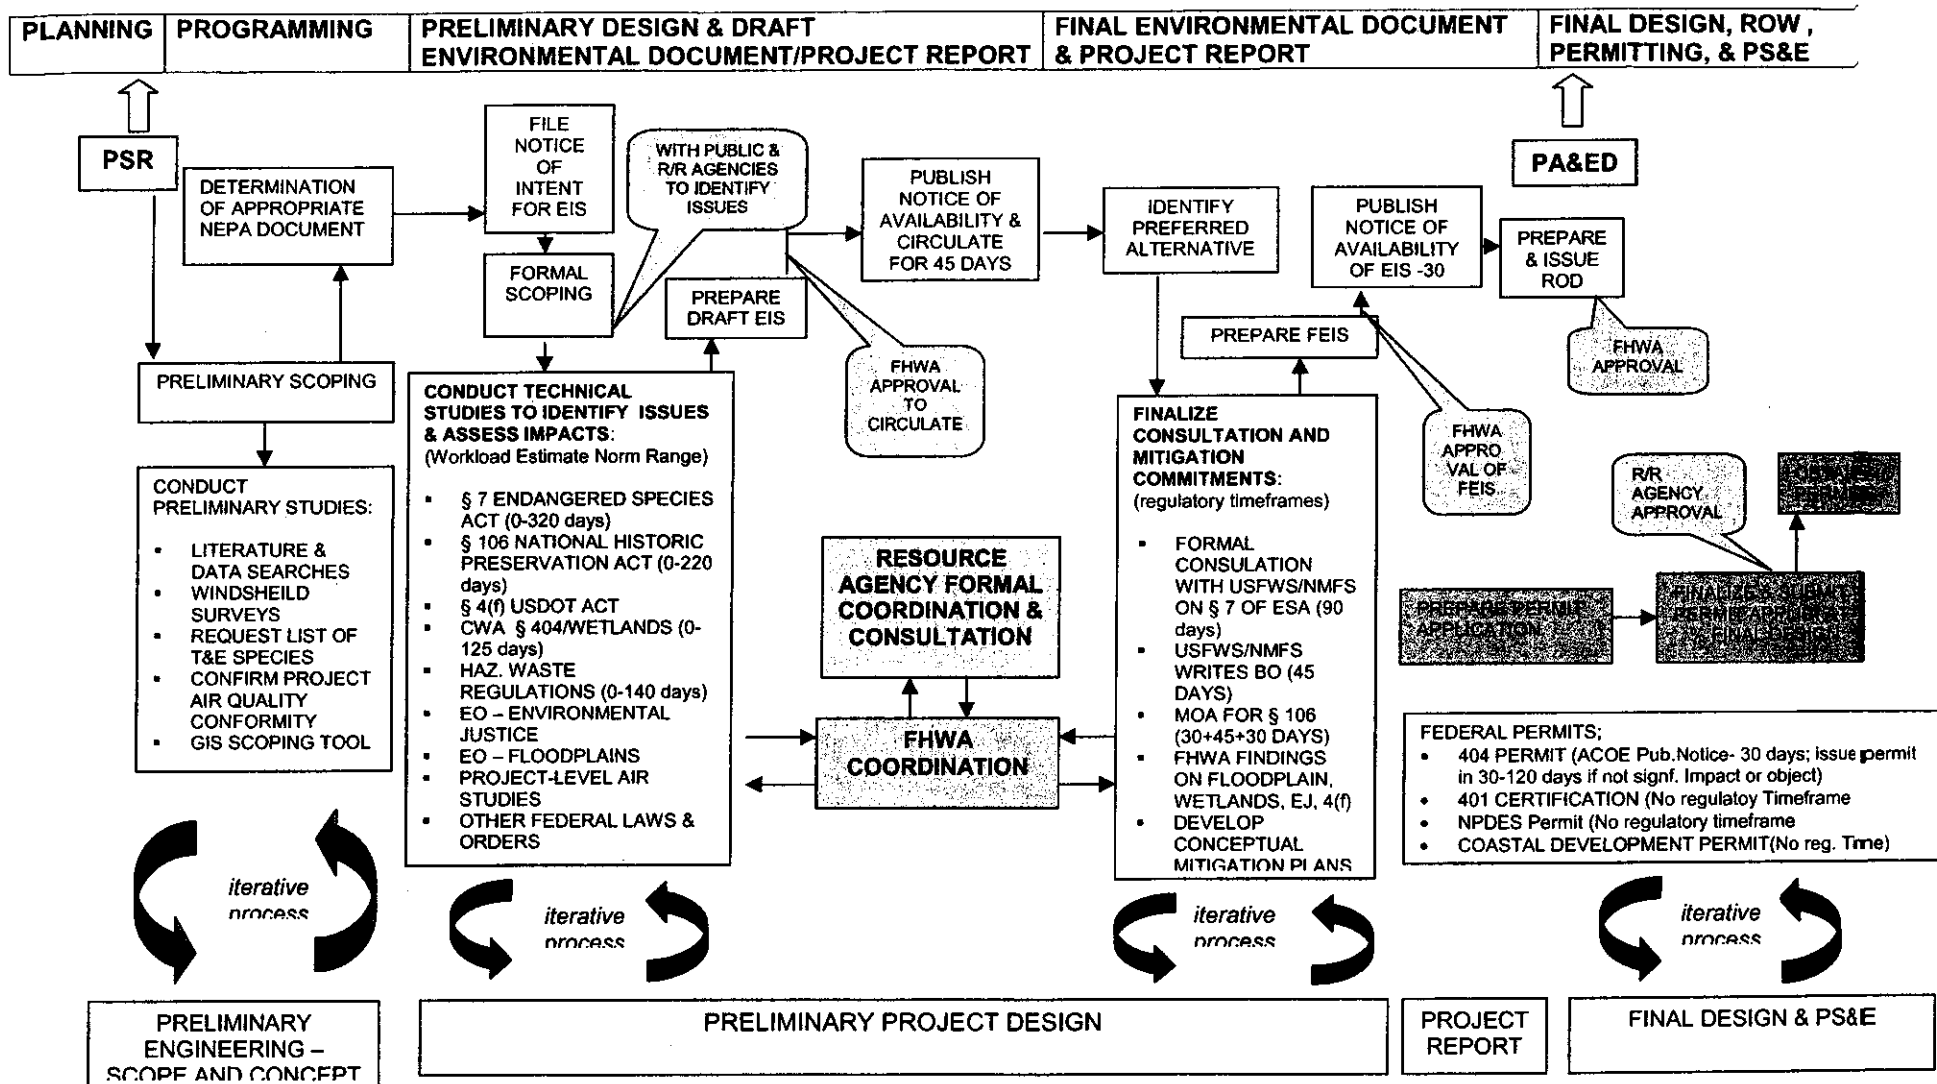 PLANNING
PROGRAMMING
PRELIMINARY DESIGN & DRAFT
ENVIRONMENTAL DOCUMENT/PROJECT REPORT
FINAL ENVIRONMENTAL DOCUMENT
& PROJECT REPORT
FINAL DESIGN, ROW ,
PERMITTING, & PS&E
PSR
DETERMINATION
OF APPROPRIATE
NEPA DOCUMENT
FILE
NOTICE
OF
INTENT
FOR EIS
FORMAL
SCOPING
WITH PUBLIC &
R/R AGENCIES
TO IDENTIFY
ISSUES
PREPARE
DRAFT EIS
PUBLISH
NOTICE OF
AVAILABILITY &
CIRCULATE
FOR 45 DAYS
FHWA
APPROVAL
TO
CIRCULATE
IDENTIFY
PREFERRED
ALTERNATIVE
PREPARE FEIS
PUBLISH
NOTICE OF
AVAILABILITY
OF EIS -30
PA&ED
PREPARE
& ISSUE
ROD
FHWA
APPROVAL
FHWA
APPRO
VAL OF
FEIS
PRELIMINARY SCOPING
CONDUCT
PRELIMINARY STUDIES:
▪ LITERATURE &
DATA SEARCHES
▪ WINDSHEILD
SURVEYS
▪ REQUEST LIST OF
T&E SPECIES
▪ CONFIRM PROJECT
AIR QUALITY
CONFORMITY
▪ GIS SCOPING TOOL
CONDUCT TECHNICAL
STUDIES TO IDENTIFY ISSUES
& ASSESS IMPACTS:
(Workload Estimate Norm Range)
▪ § 7 ENDANGERED SPECIES
ACT (0-320 days)
▪ § 106 NATIONAL HISTORIC
PRESERVATION ACT (0-220
days)
▪ § 4(f) USDOT ACT
▪ CWA § 404/WETLANDS (0-
125 days)
▪ HAZ. WASTE
REGULATIONS (0-140 days)
▪ EO – ENVIRONMENTAL
JUSTICE
▪ EO – FLOODPLAINS
▪ PROJECT-LEVEL AIR
STUDIES
▪ OTHER FEDERAL LAWS &
ORDERS
RESOURCE
AGENCY FORMAL
COORDINATION &
CONSULTATION
FHWA
COORDINATION
FINALIZE
CONSULTATION AND
MITIGATION
COMMITMENTS:
(regulatory timeframes)
▪ FORMAL
CONSULATION
WITH USFWS/NMFS
ON § 7 OF ESA (90
days)
▪ USFWS/NMFS
WRITES BO (45
DAYS)
▪ MOA FOR § 106
(30+45+30 DAYS)
▪ FHWA FINDINGS
ON FLOODPLAIN,
WETLANDS, EJ, 4(f)
▪ DEVELOP
CONCEPTUAL
MITIGATION PLANS
R/R
AGENCY
APPROVAL
PREPARE PERMIT
APPLICATION
FINALIZE & SUBMIT
FINAL DESIGN
FEDERAL PERMITS;
• 404 PERMIT (ACOE Pub.Notice- 30 days; issue permit
in 30-120 days if not signf. Impact or object)
• 401 CERTIFICATION (No regulatoy Timeframe
• NPDES Permit (No regulatory timeframe
• COASTAL DEVELOPMENT PERMIT(No reg. Time)
iterative
process
iterative
process
iterative
process
iterative
process
PRELIMINARY
ENGINEERING –
SCOPE AND CONCEPT
PRELIMINARY PROJECT DESIGN
PROJECT
REPORT
FINAL DESIGN & PS&E